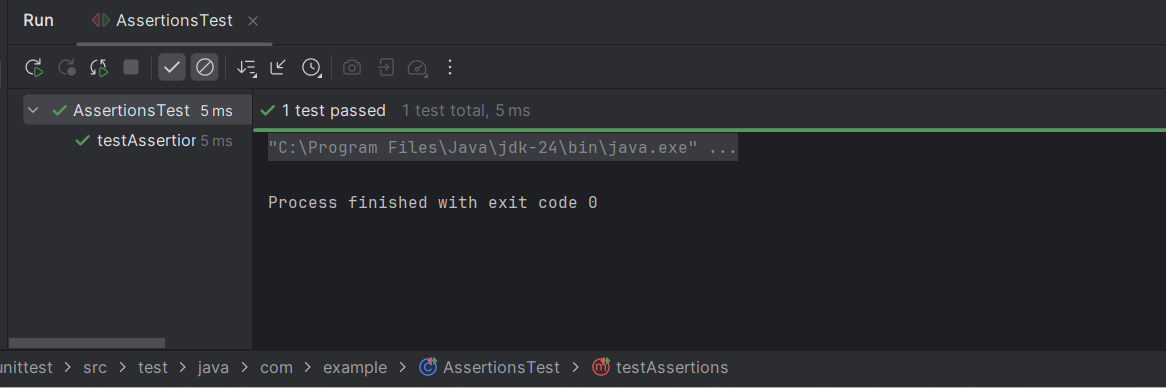 Run AssertionsTest
AssertionsTest 5 ms
1 test passed 1 test total, 5 ms
testAssertior 5 ms
"C:\Program Files\Java\jdk-24\bin\java.exe" ...
Process finished with exit code 0
unittest > src > test > java > com > example > AssertionsTest > testAssertions